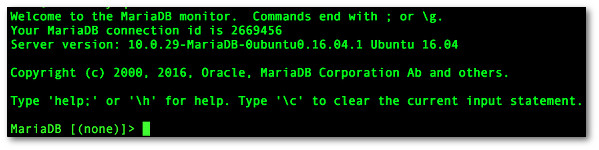 Welcome to the MariaDB monitor.  Commands end with ; or \g.
Your MariaDB connection id is 2669456
Server version: 10.0.29-MariaDB-0ubuntu0.16.04.1 Ubuntu 16.04
Copyright (c) 2000, 2016, Oracle, MariaDB Corporation Ab and others.
Type 'help;' or '\h' for help. Type '\c' to clear the current input statement.
MariaDB [(none)]>